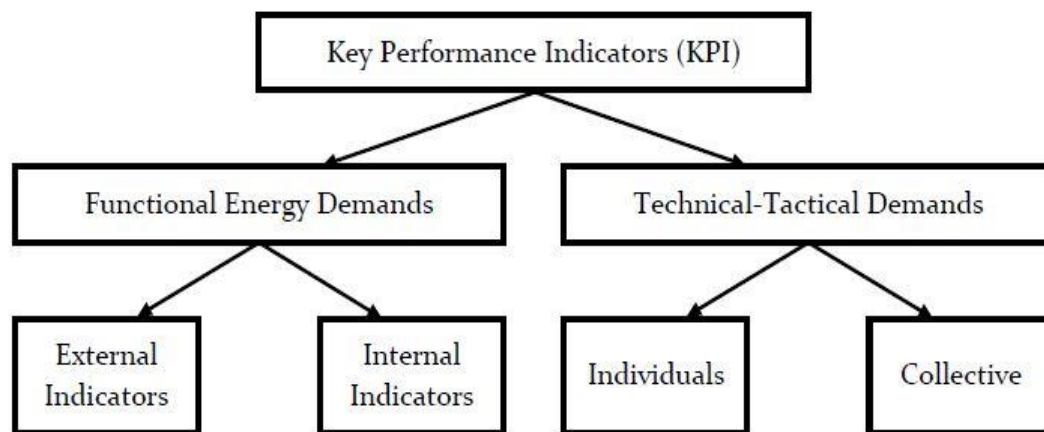 Key Performance Indicators (KPI)
Functional Energy Demands
Technical-Tactical Demands
External
Indicators
Internal
Indicators
Individuals
Collective